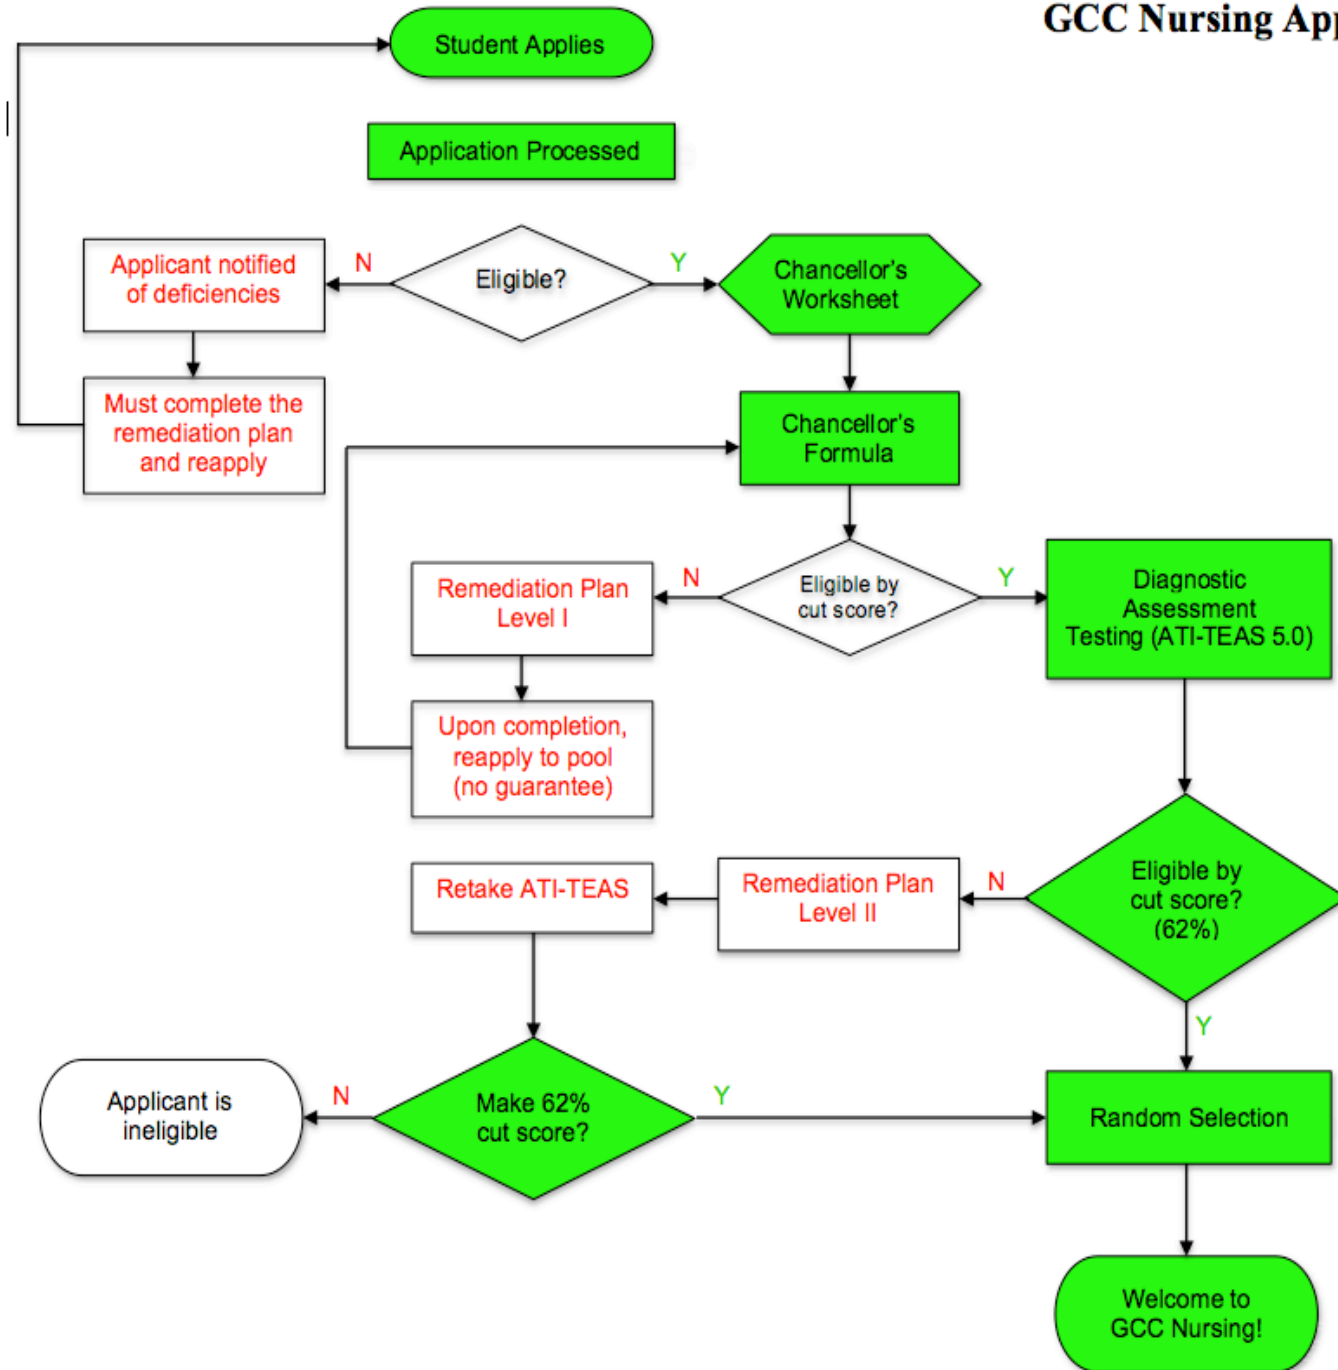 GCC Nursing App
Student Applies
Application Processed
Eligible?
N
Y
Applicant notified
of deficiencies
Must complete the
remediation plan
and reapply
Chancellor's
Worksheet
Chancellor's
Formula
Eligible by
cut score?
N
Y
Remediation Plan
Level I
Upon completion,
reapply to pool
(no guarantee)
Diagnostic
Assessment
Testing (ATI-TEAS 5.0)
Eligible by
cut score?
(62%)
N
Y
Remediation Plan
Level II
Retake ATI-TEAS
Make 62%
cut score?
N
Y
Applicant is
ineligible
Random Selection
Welcome to
GCC Nursing!